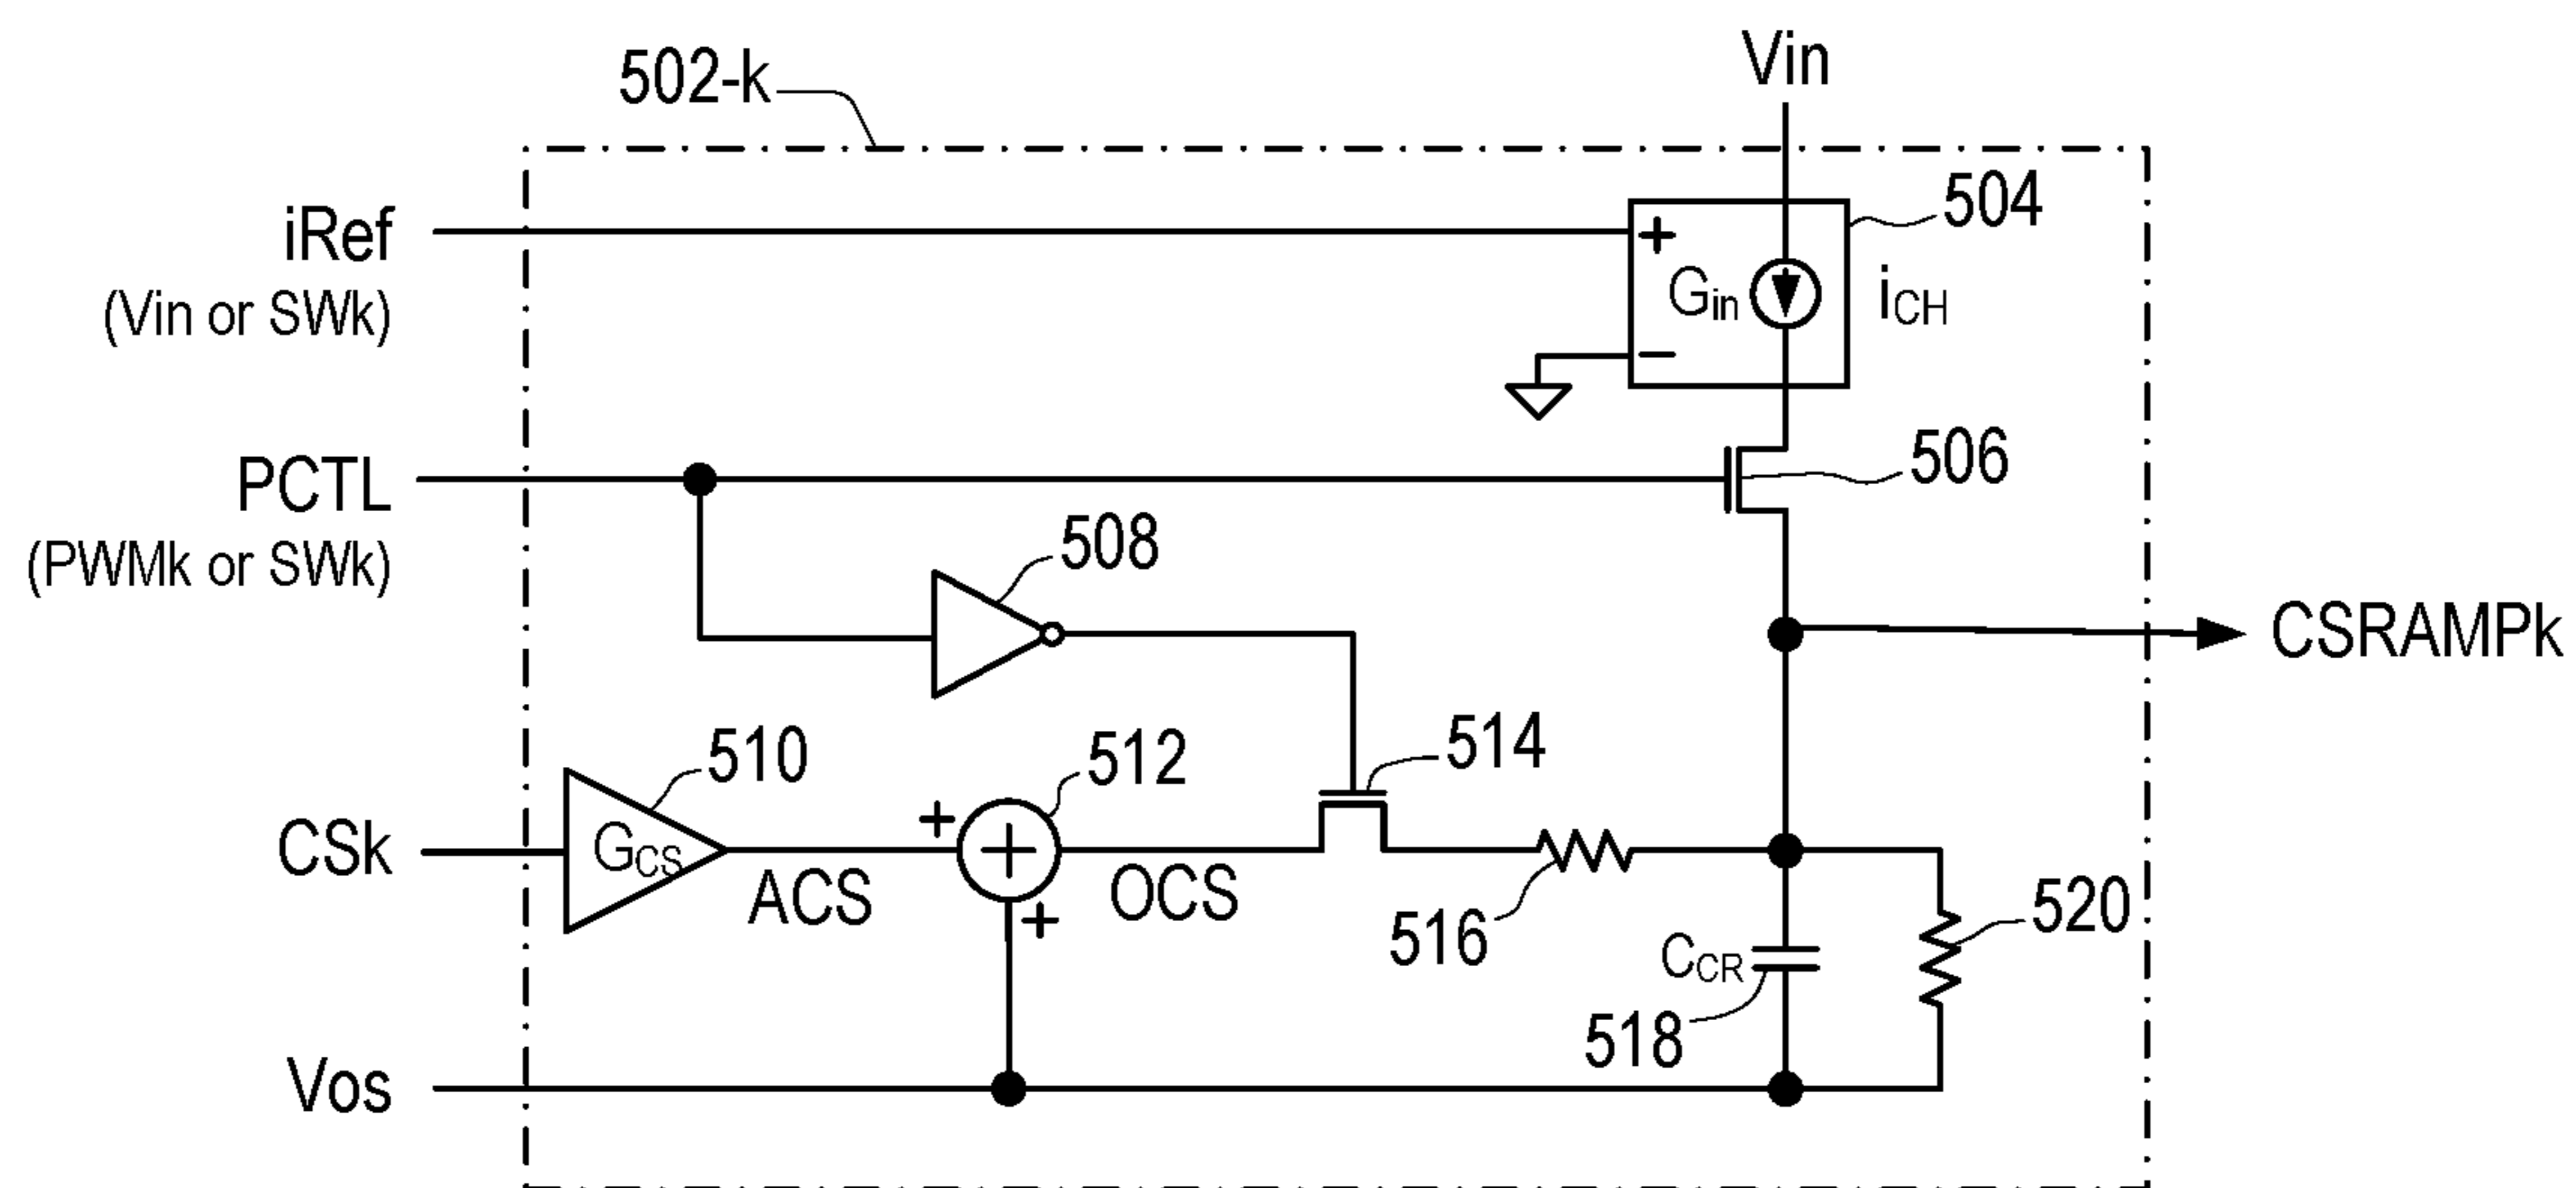 Vin
502-k
504
iRef
(Vin or SWk)
+
Gin
iCH
−
506
PCTL
(PWMk or SWk)
508
CSRAMPk
510
512
514
CSk
GCS
+
+
ACS
OCS
+
516
CCR
520
518
Vos